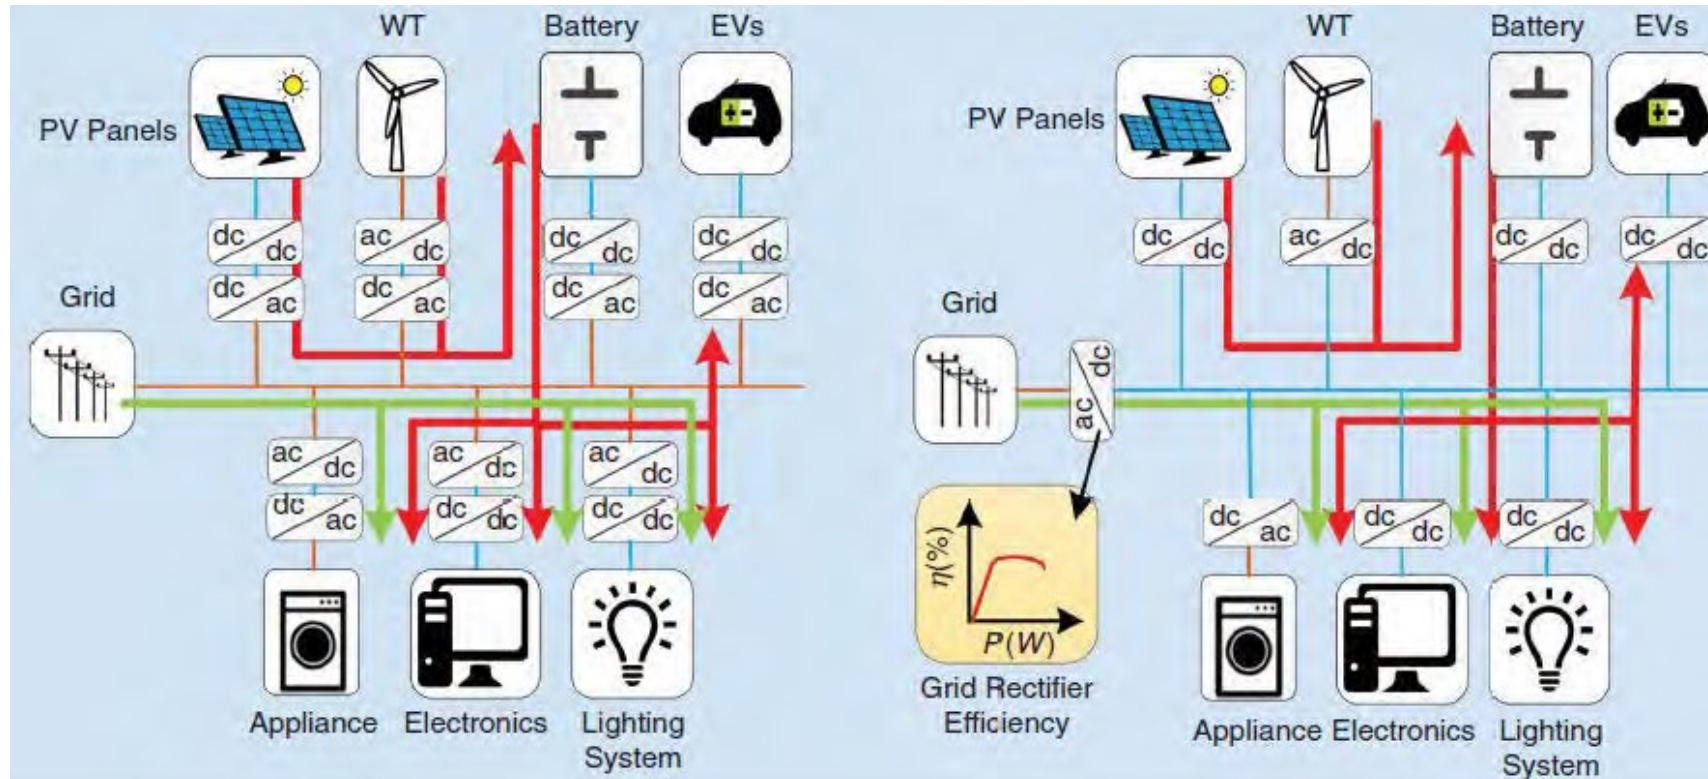 WT
Battery
EVs
PV Panels
dc
dc
ac
dc
dc
dc
dc
dc
dc
ac
dc
ac
dc
ac
dc
ac
Grid
ac
dc
ac
dc
ac
dc
dc
ac
dc
dc
dc
dc
Appliance
Electronics
Lighting
System
WT
Battery
EVs
PV Panels
dc
dc
ac
dc
dc
dc
dc
dc
Grid
ac
dc
dc
ac
dc
dc
dc
dc
η(%)
P(W)
Grid Rectifier
Efficiency
Appliance
Electronics
Lighting
System